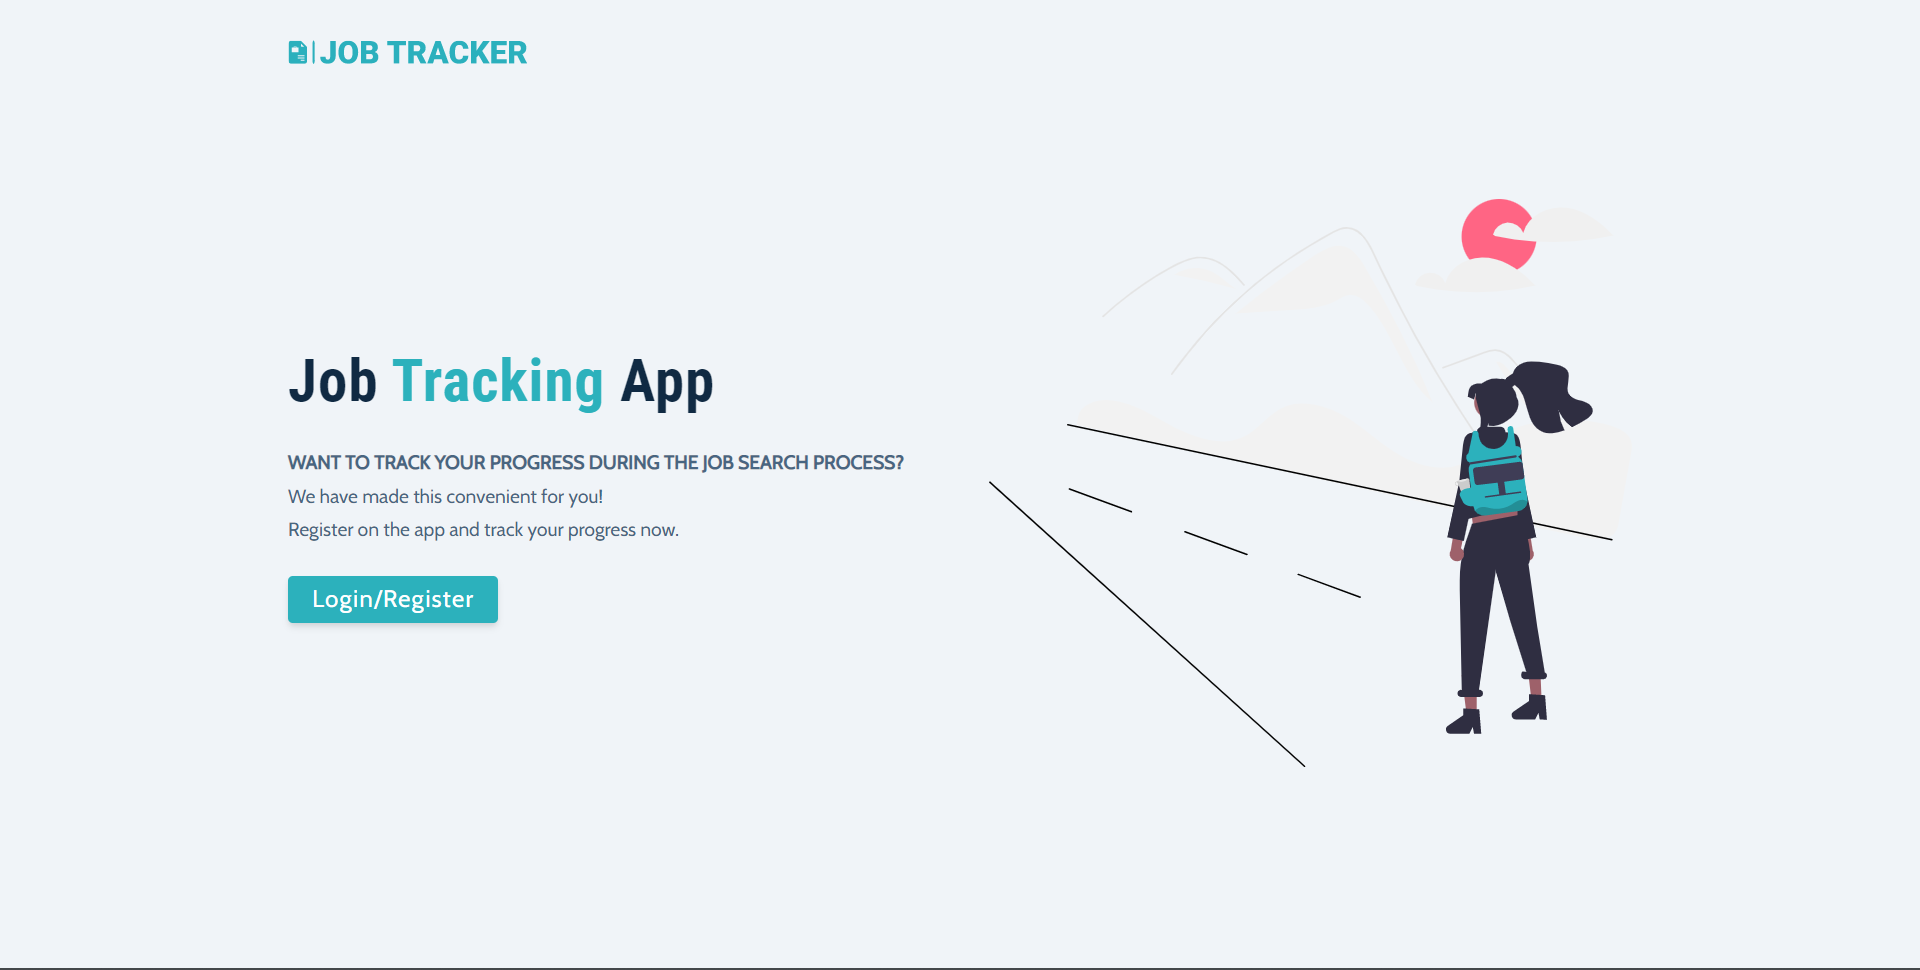 JOB TRACKER
Job Tracking App
WANT TO TRACK YOUR PROGRESS DURING THE JOB SEARCH PROCESS?
We have made this convenient for you!
Register on the app and track your progress now.
Login/Register